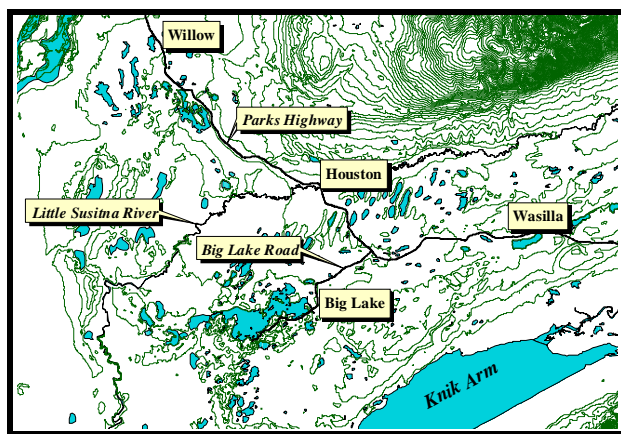 Willow
Parks Highway
Houston
Little Susitna River
Wasilla
Big Lake Road
Big Lake
Knik Arm